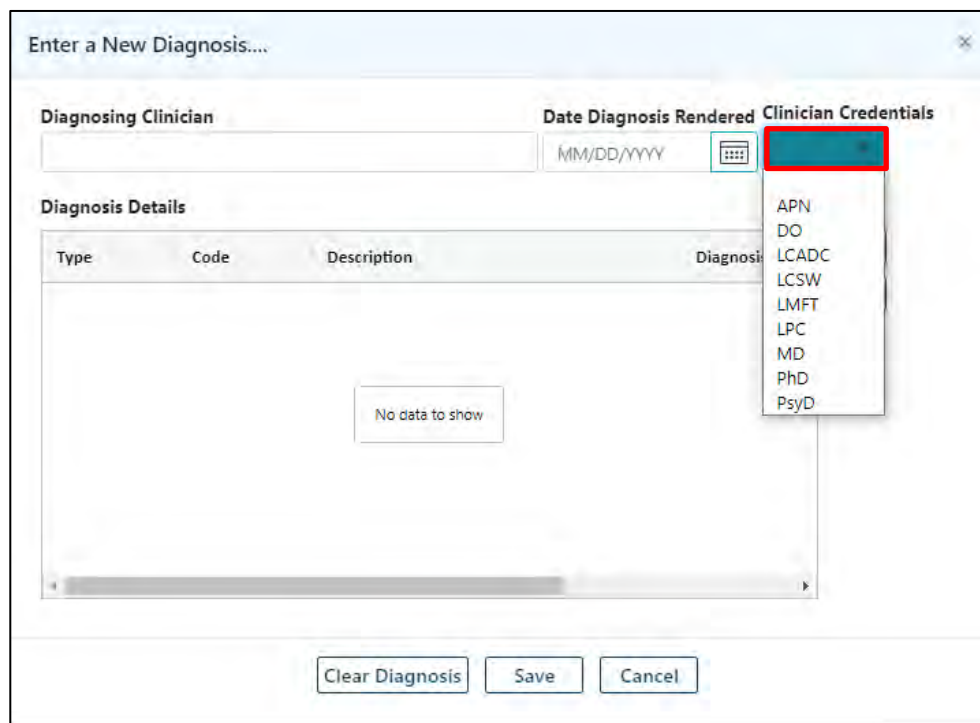 Enter a New Diagnosis....
×
Diagnosing Clinician Date Diagnosis Rendered Clinician Credentials
MM/DD/YYYY
Diagnosis Details
Type Code Description Diagnosi
APN
DO
LCADC
LCSW
LMFT
LPC
MD
PhD
PsyD
No data to show
Clear Diagnosis Save Cancel